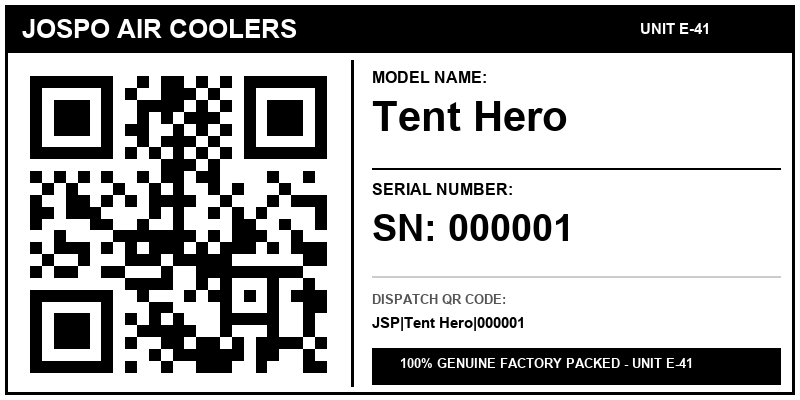 JOSPO AIR COOLERS
UNIT E-41
MODEL NAME:
Tent Hero
SERIAL NUMBER:
SN: 000001
DISPATCH QR CODE:
JSP|Tent Hero|000001
100% GENUINE FACTORY PACKED - UNIT E-41